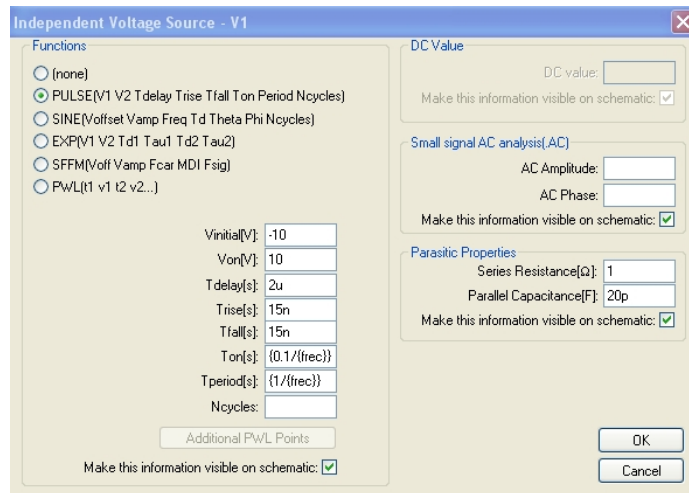 Independent Voltage Source - V1
Functions
(none)
PULSE(V1 V2 Tdelay Trise Tfall Ton Period Ncycles)
SINE(Voffset Vamp Freq Td Theta Phi Ncycles)
EXP(V1 V2 Td1 Tau1 Td2 Tau2)
SFFM(Voff Vamp Fcar MDI Fsig)
PWL(t1 v1 t2 v2...)
Vinitial[V]: -10
Von[V]: 10
Tdelay[s]: 2u
Trise[s]: 15n
Tfall[s]: 15n
Ton[s]: {0.1/{frec}}
Tperiod[s]: {1/{frec}}
Ncycles:
Additional PWL Points
Make this information visible on schematic:
DC Value
DC value:
Make this information visible on schematic:
Small signal AC analysis(.AC)
AC Amplitude:
AC Phase:
Make this information visible on schematic:
Parasitic Properties
Series Resistance[Ω]: 1
Parallel Capacitance[F]: 20p
Make this information visible on schematic:
OK
Cancel